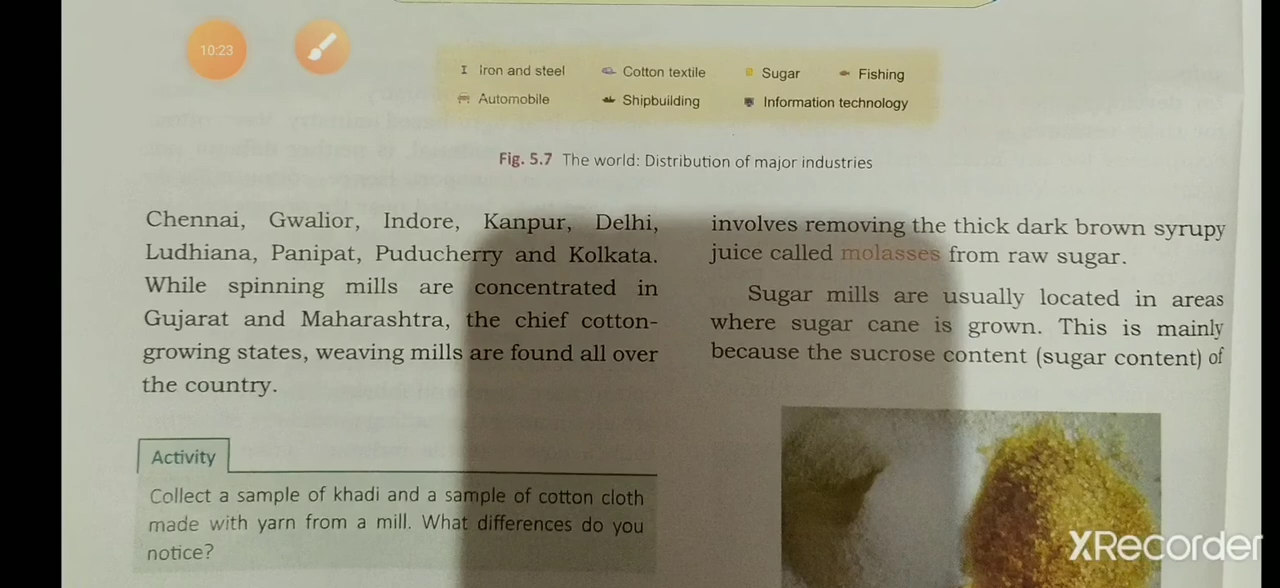 10:23
Iron and steel
Cotton textile
Sugar
Fishing
Automobile
Shipbuilding
Information technology
Fig. 5.7 The world: Distribution of major industries
Chennai, Gwalior, Indore, Kanpur, Delhi,
Ludhiana, Panipat, Puducherry and Kolkata.
While spinning mills are concentrated in
Gujarat and Maharashtra, the chief cotton-
growing states, weaving mills are found all over
the country.
Activity
Collect a sample of khadi and a sample of cotton cloth
made with yarn from a mill. What differences do you
notice?
involves removing the thick dark brown syrupy
juice called molasses from raw sugar.
Sugar mills are usually located in areas
where sugar cane is grown. This is mainly
because the sucrose content (sugar content) of
XRecorder